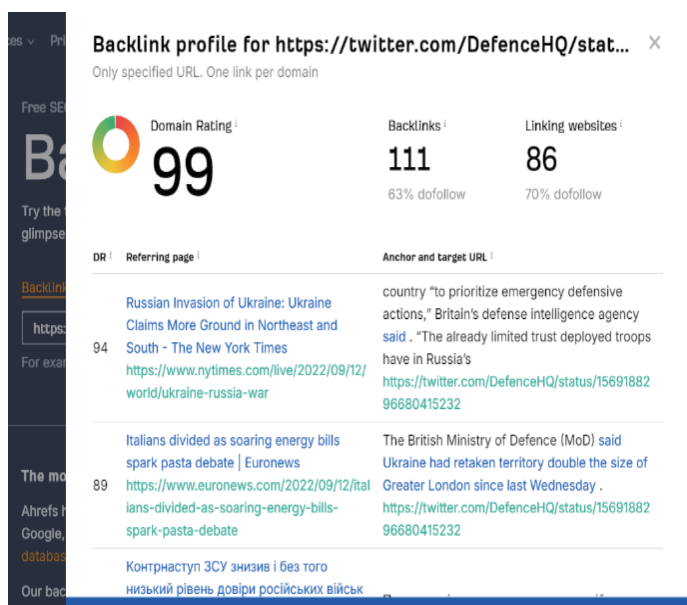 ces
Pri
Backlink profile for https://twitter.com/DefenceHQ/stat...
Only specified URL. One link per domain
Free SE
Domain Rating
99
Backlinks
111
63% dofollow
Linking websites
86
70% dofollow
Ba
Try the
glimpse
DR
Referring page
Anchor and target URL
Backlink
https:
For exar
94
Russian Invasion of Ukraine: Ukraine
Claims More Ground in Northeast and
South - The New York Times
https://www.nytimes.com/live/2022/09/12/
world/ukraine-russia-war
country “to prioritize emergency defensive
actions,” Britain’s defense intelligence agency
said . “The already limited trust deployed troops
have in Russia’s
https://twitter.com/DefenceHQ/status/15691882
96680415232
89
Italians divided as soaring energy bills
spark pasta debate | Euronews
https://www.euronews.com/2022/09/12/ital
ians-divided-as-soaring-energy-bills-
spark-pasta-debate
The British Ministry of Defence (MoD) said
Ukraine had retaken territory double the size of
Greater London since last Wednesday .
https://twitter.com/DefenceHQ/status/15691882
96680415232
The mo
Ahrefs h
Google,
databas
Our bac
Контрнаступ ЗСУ знизив і без того
низький рівень довіри російських військ